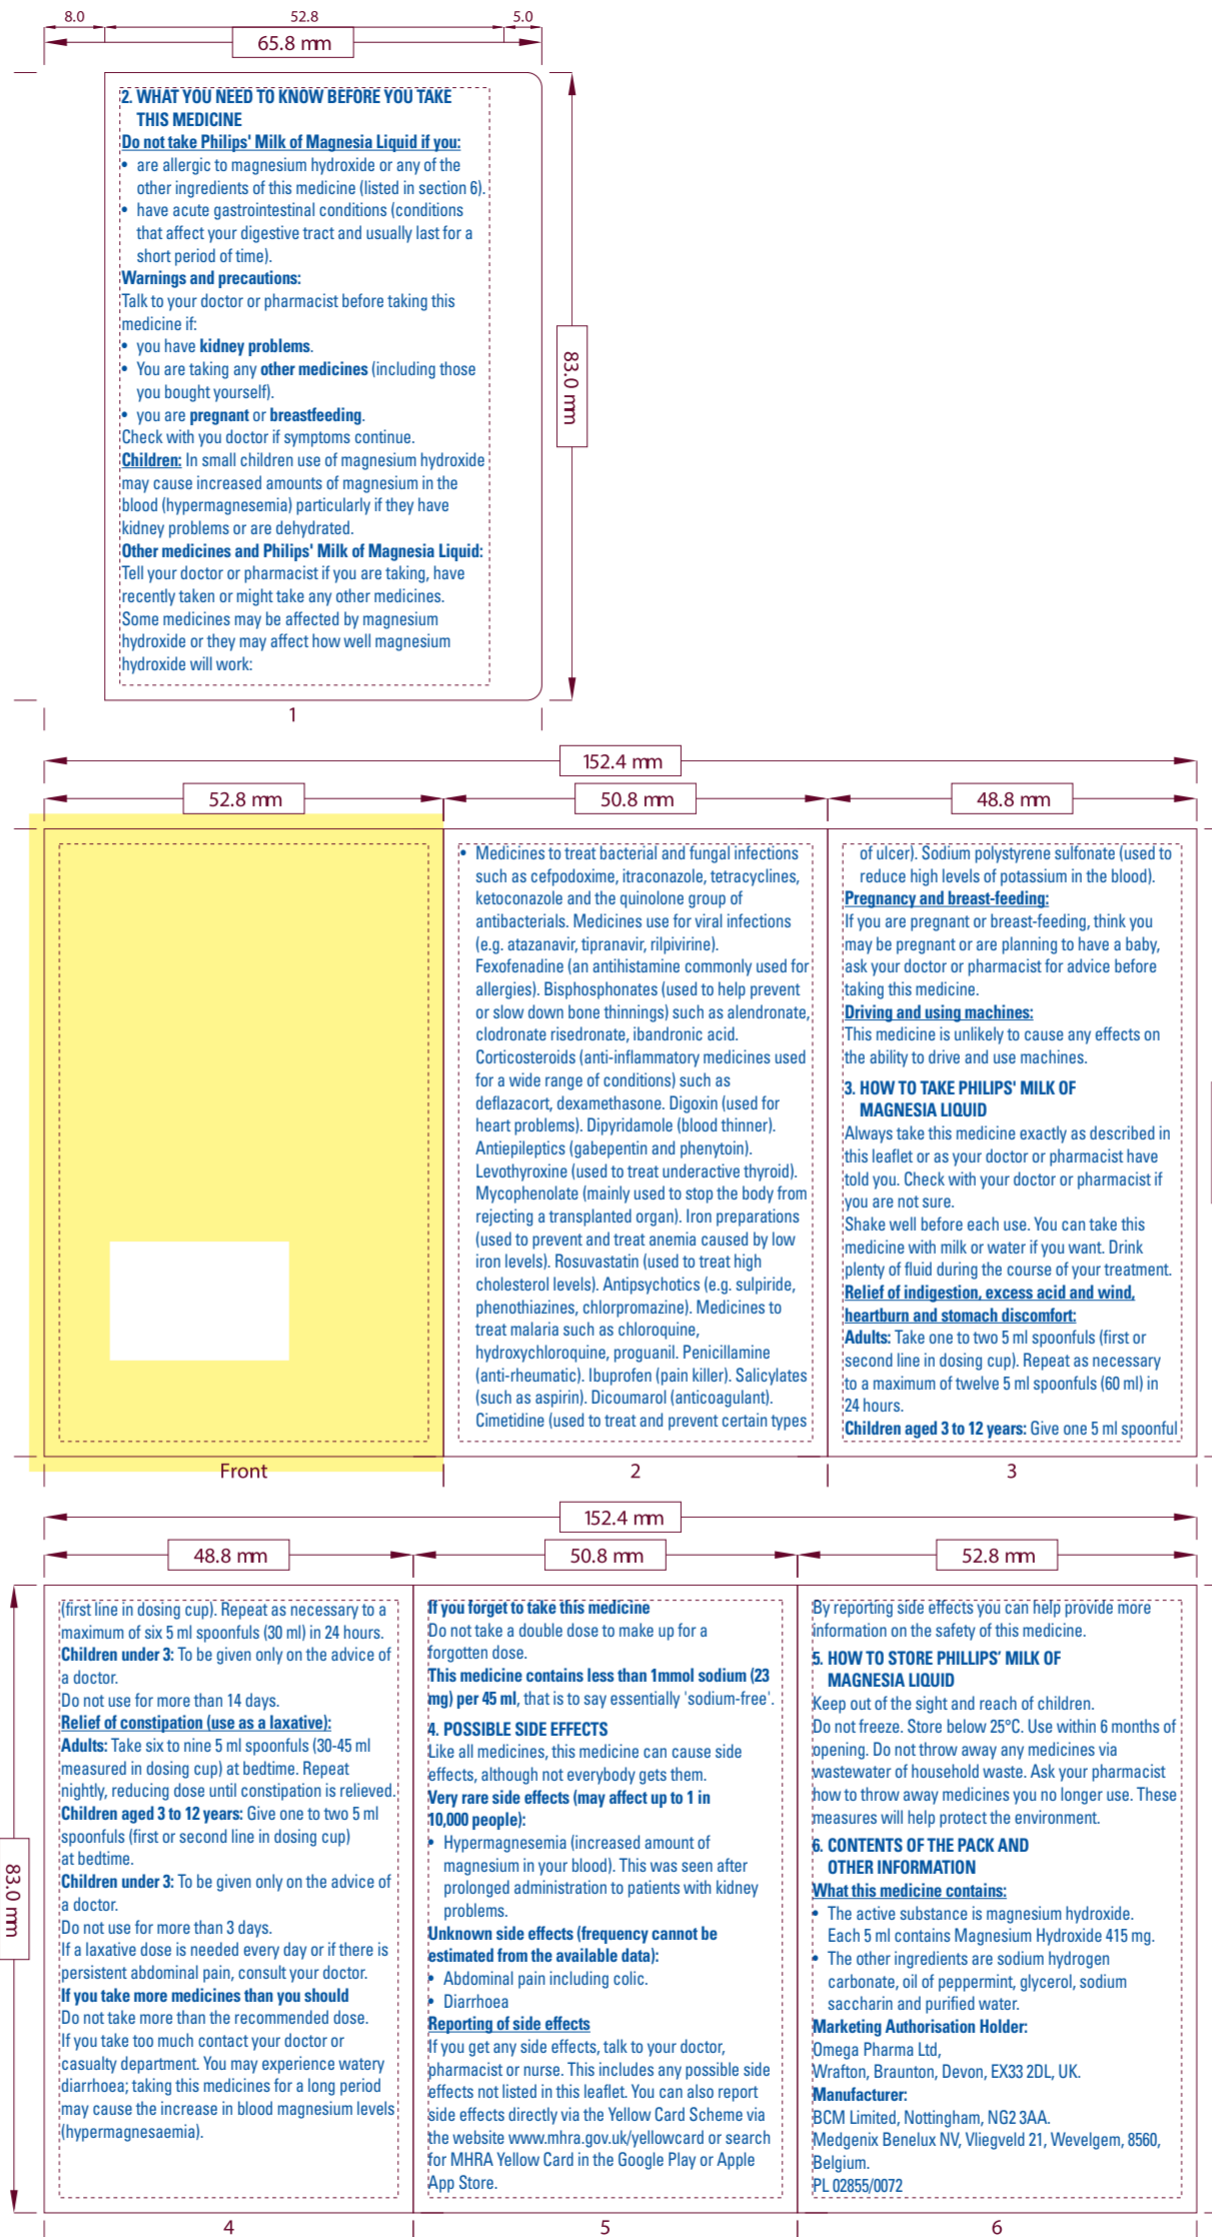 8.0 52.8 5.0
65.8 mm
2. WHAT YOU NEED TO KNOW BEFORE YOU TAKE
THIS MEDICINE
Do not take Philips' Milk of Magnesia Liquid if you:
• are allergic to magnesium hydroxide or any of the
other ingredients of this medicine (listed in section 6).
• have acute gastrointestinal conditions (conditions
that affect your digestive tract and usually last for a
short period of time).
Warnings and precautions:
Talk to your doctor or pharmacist before taking this
medicine if:
• you have kidney problems.
• You are taking any other medicines (including those
you bought yourself).
• you are pregnant or breastfeeding.
Check with you doctor if symptoms continue.
Children: In small children use of magnesium hydroxide
may cause increased amounts of magnesium in the
blood (hypermagnesemia) particularly if they have
kidney problems or are dehydrated.
Other medicines and Philips' Milk of Magnesia Liquid:
Tell your doctor or pharmacist if you are taking, have
recently taken or might take any other medicines.
Some medicines may be affected by magnesium
hydroxide or they may affect how well magnesium
hydroxide will work:
83.0 mm
1
152.4 mm
52.8 mm
50.8 mm
48.8 mm
Front
• Medicines to treat bacterial and fungal infections
such as cefpodoxime, itraconazole, tetracyclines,
ketoconazole and the quinolone group of
antibacterials. Medicines use for viral infections
(e.g. atazanavir, tipranavir, rilpivirine).
Fexofenadine (an antihistamine commonly used for
allergies). Bisphosphonates (used to help prevent
or slow down bone thinnings) such as alendronate,
clodronate risedronate, ibandronic acid.
Corticosteroids (anti-inflammatory medicines used
for a wide range of conditions) such as
deflazacort, dexamethasone. Digoxin (used for
heart problems). Dipyridamole (blood thinner).
Antiepileptics (gabepentin and phenytoin).
Levothyroxine (used to treat underactive thyroid).
Mycophenolate (mainly used to stop the body from
rejecting a transplanted organ). Iron preparations
(used to prevent and treat anemia caused by low
iron levels). Rosuvastatin (used to treat high
cholesterol levels). Antipsychotics (e.g. sulpiride,
phenothiazines, chlorpromazine). Medicines to
treat malaria such as chloroquine,
hydroxychloroquine, proguanil. Penicillamine
(anti-rheumatic). Ibuprofen (pain killer). Salicylates
(such as aspirin). Dicoumarol (anticoagulant).
Cimetidine (used to treat and prevent certain types
2
of ulcer). Sodium polystyrene sulfonate (used to
reduce high levels of potassium in the blood).
Pregnancy and breast-feeding:
If you are pregnant or breast-feeding, think you
may be pregnant or are planning to have a baby,
ask your doctor or pharmacist for advice before
taking this medicine.
Driving and using machines:
This medicine is unlikely to cause any effects on
the ability to drive and use machines.
3. HOW TO TAKE PHILIPS' MILK OF
MAGNESIA LIQUID
Always take this medicine exactly as described in
this leaflet or as your doctor or pharmacist have
told you. Check with your doctor or pharmacist if
you are not sure.
Shake well before each use. You can take this
medicine with milk or water if you want. Drink
plenty of fluid during the course of your treatment.
Relief of indigestion, excess acid and wind,
heartburn and stomach discomfort:
Adults: Take one to two 5 ml spoonfuls (first or
second line in dosing cup). Repeat as necessary
to a maximum of twelve 5 ml spoonfuls (60 ml) in
24 hours.
Children aged 3 to 12 years: Give one 5 ml spoonful
3
152.4 mm
48.8 mm
50.8 mm
52.8 mm
83.0 mm
(first line in dosing cup). Repeat as necessary to a
maximum of six 5 ml spoonfuls (30 ml) in 24 hours.
Children under 3: To be given only on the advice of
a doctor.
Do not use for more than 14 days.
Relief of constipation (use as a laxative):
Adults: Take six to nine 5 ml spoonfuls (30-45 ml
measured in dosing cup) at bedtime. Repeat
nightly, reducing dose until constipation is relieved.
Children aged 3 to 12 years: Give one to two 5 ml
spoonfuls (first or second line in dosing cup)
at bedtime.
Children under 3: To be given only on the advice of
a doctor.
Do not use for more than 3 days.
If a laxative dose is needed every day or if there is
persistent abdominal pain, consult your doctor.
If you take more medicines than you should
Do not take more than the recommended dose.
If you take too much contact your doctor or
casualty department. You may experience watery
diarrhoea; taking this medicines for a long period
may cause the increase in blood magnesium levels
(hypermagnesaemia).
4
If you forget to take this medicine
Do not take a double dose to make up for a
forgotten dose.
This medicine contains less than 1mmol sodium (23
mg) per 45 ml, that is to say essentially 'sodium-free'.
4. POSSIBLE SIDE EFFECTS
Like all medicines, this medicine can cause side
effects, although not everybody gets them.
Very rare side effects (may affect up to 1 in
10,000 people):
• Hypermagnesemia (increased amount of
magnesium in your blood). This was seen after
prolonged administration to patients with kidney
problems.
Unknown side effects (frequency cannot be
estimated from the available data):
• Abdominal pain including colic.
• Diarrhoea
Reporting of side effects
If you get any side effects, talk to your doctor,
pharmacist or nurse. This includes any possible side
effects not listed in this leaflet. You can also report
side effects directly via the Yellow Card Scheme via
the website www.mhra.gov.uk/yellowcard or search
for MHRA Yellow Card in the Google Play or Apple
App Store.
5
By reporting side effects you can help provide more
information on the safety of this medicine.
5. HOW TO STORE PHILLIPS’ MILK OF
MAGNESIA LIQUID
Keep out of the sight and reach of children.
Do not freeze. Store below 25°C. Use within 6 months of
opening. Do not throw away any medicines via
wastewater of household waste. Ask your pharmacist
how to throw away medicines you no longer use. These
measures will help protect the environment.
6. CONTENTS OF THE PACK AND
OTHER INFORMATION
What this medicine contains:
• The active substance is magnesium hydroxide.
Each 5 ml contains Magnesium Hydroxide 415 mg.
• The other ingredients are sodium hydrogen
carbonate, oil of peppermint, glycerol, sodium
saccharin and purified water.
Marketing Authorisation Holder:
Omega Pharma Ltd,
Wrafton, Braunton, Devon, EX33 2DL, UK.
Manufacturer:
BCM Limited, Nottingham, NG2 3AA.
Medgenix Benelux NV, Vliegveld 21, Wevelgem, 8560,
Belgium.
PL 02855/0072
6